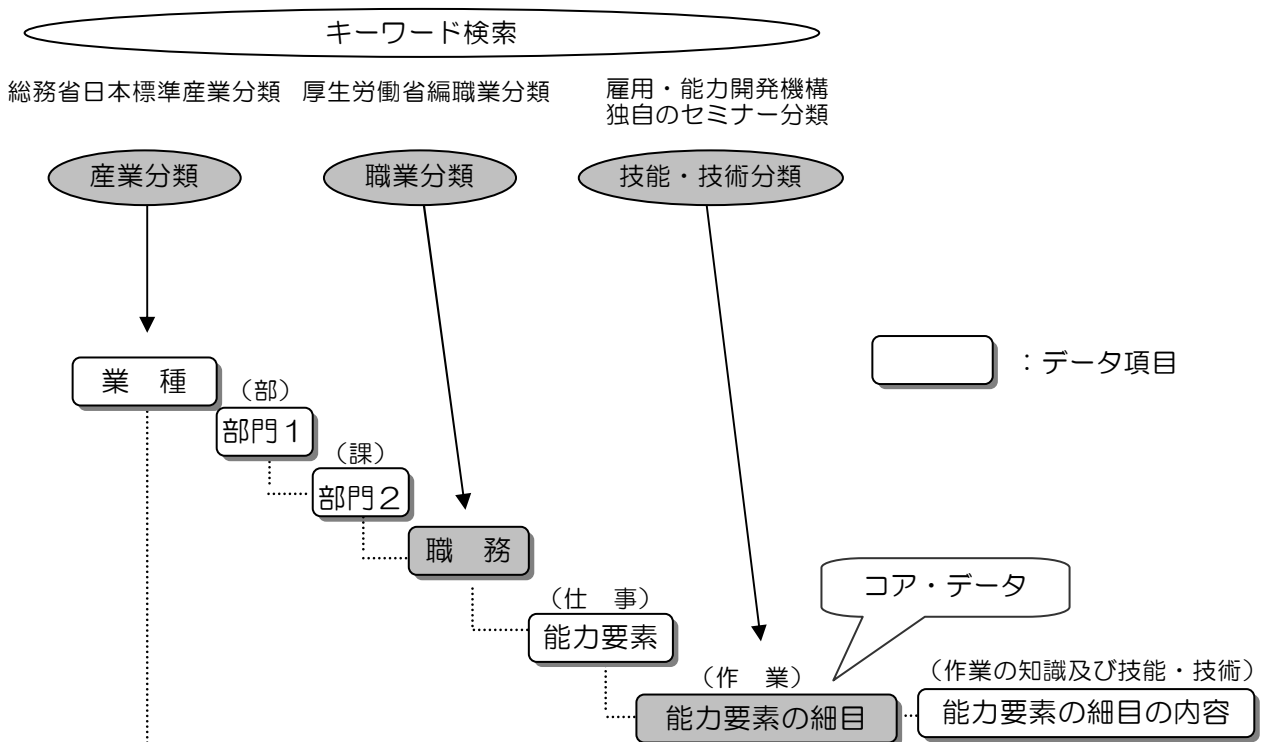 キーワード検索
総務省日本標準産業分類
厚生労働省編職業分類
雇用・能力開発機構
独自のセミナー分類
産業分類
職業分類
技能・技術分類
業　種
：データ項目
（部）
部門１
（課）
部門２
職　務
コア・データ
（仕　事）
能力要素
（作　業）
能力要素の細目
（作業の知識及び技能・技術）
能力要素の細目の内容